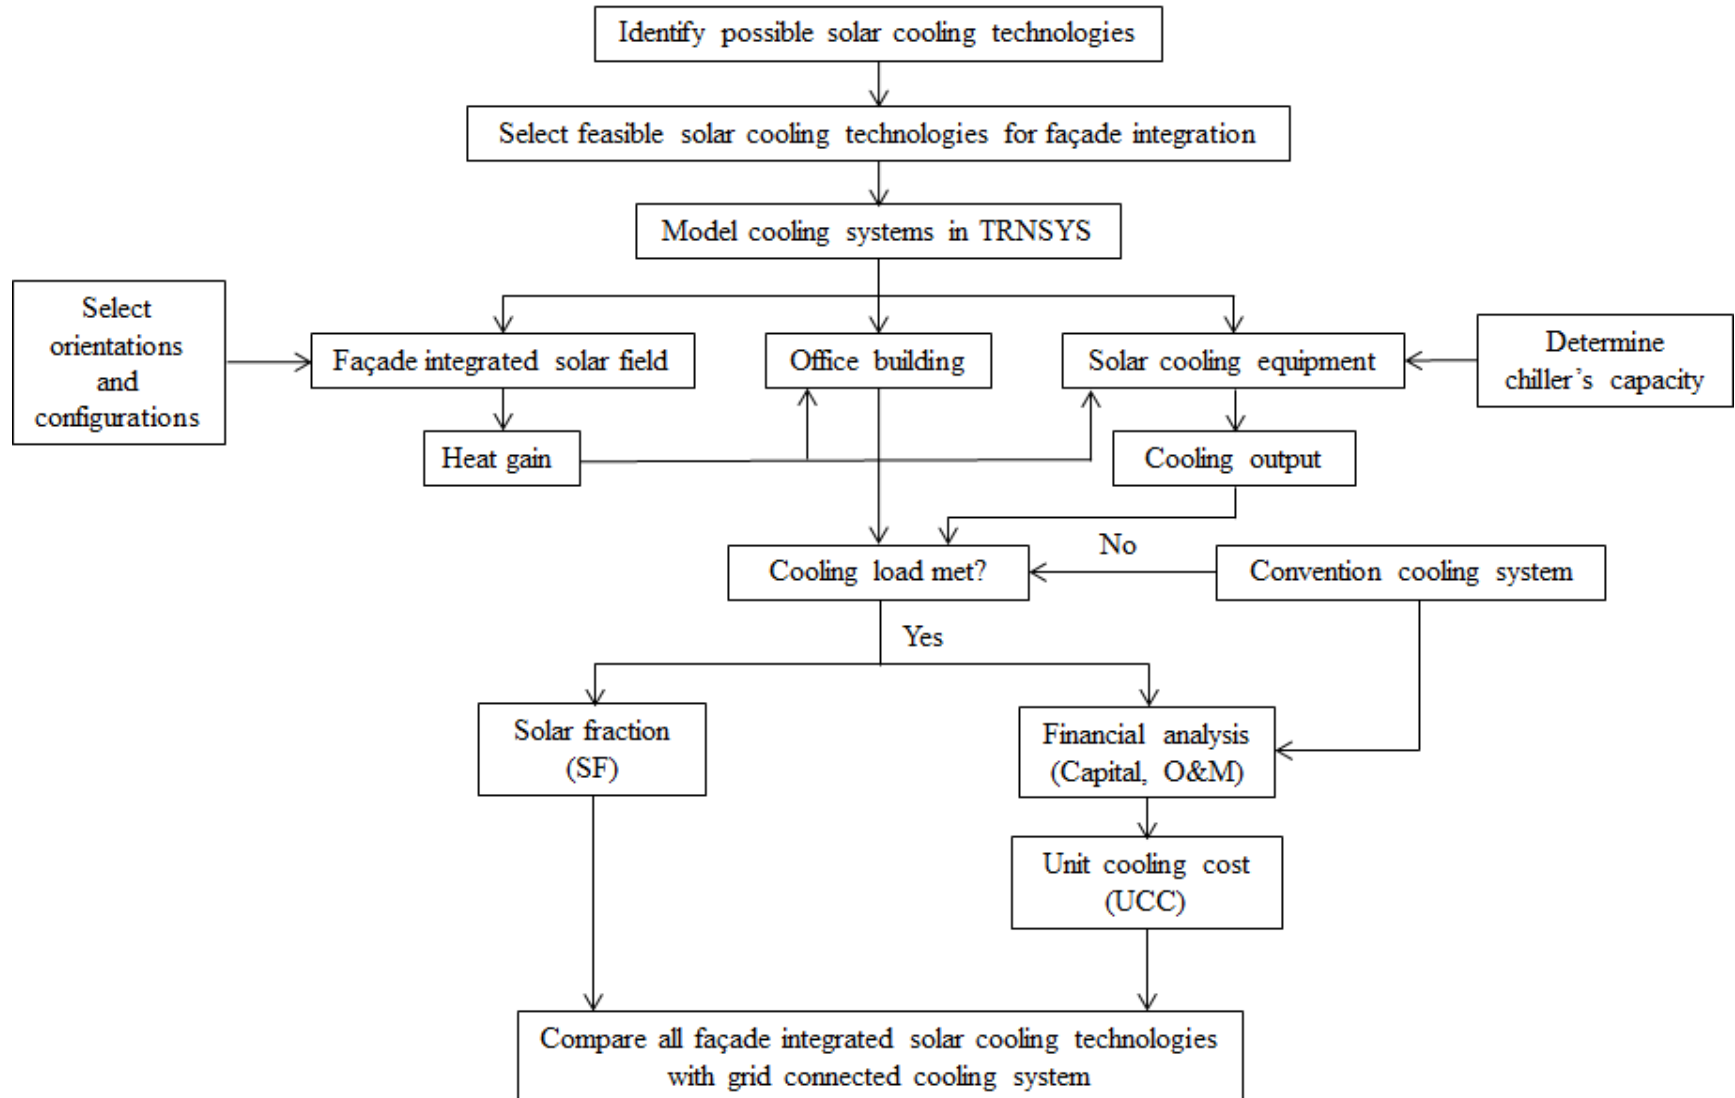 Identify possible solar cooling technologies
Select feasible solar cooling technologies for façade integration
Model cooling systems in TRNSYS
Select
orientations
and
configurations
Façade integrated solar field
Office building
Solar cooling equipment
Determine
chiller's capacity
Heat gain
Cooling output
Cooling load met?
No
Convention cooling system
Yes
Solar fraction
(SF)
Financial analysis
(Capital, O&M)
Unit cooling cost
(UCC)
Compare all façade integrated solar cooling technologies
with grid connected cooling system